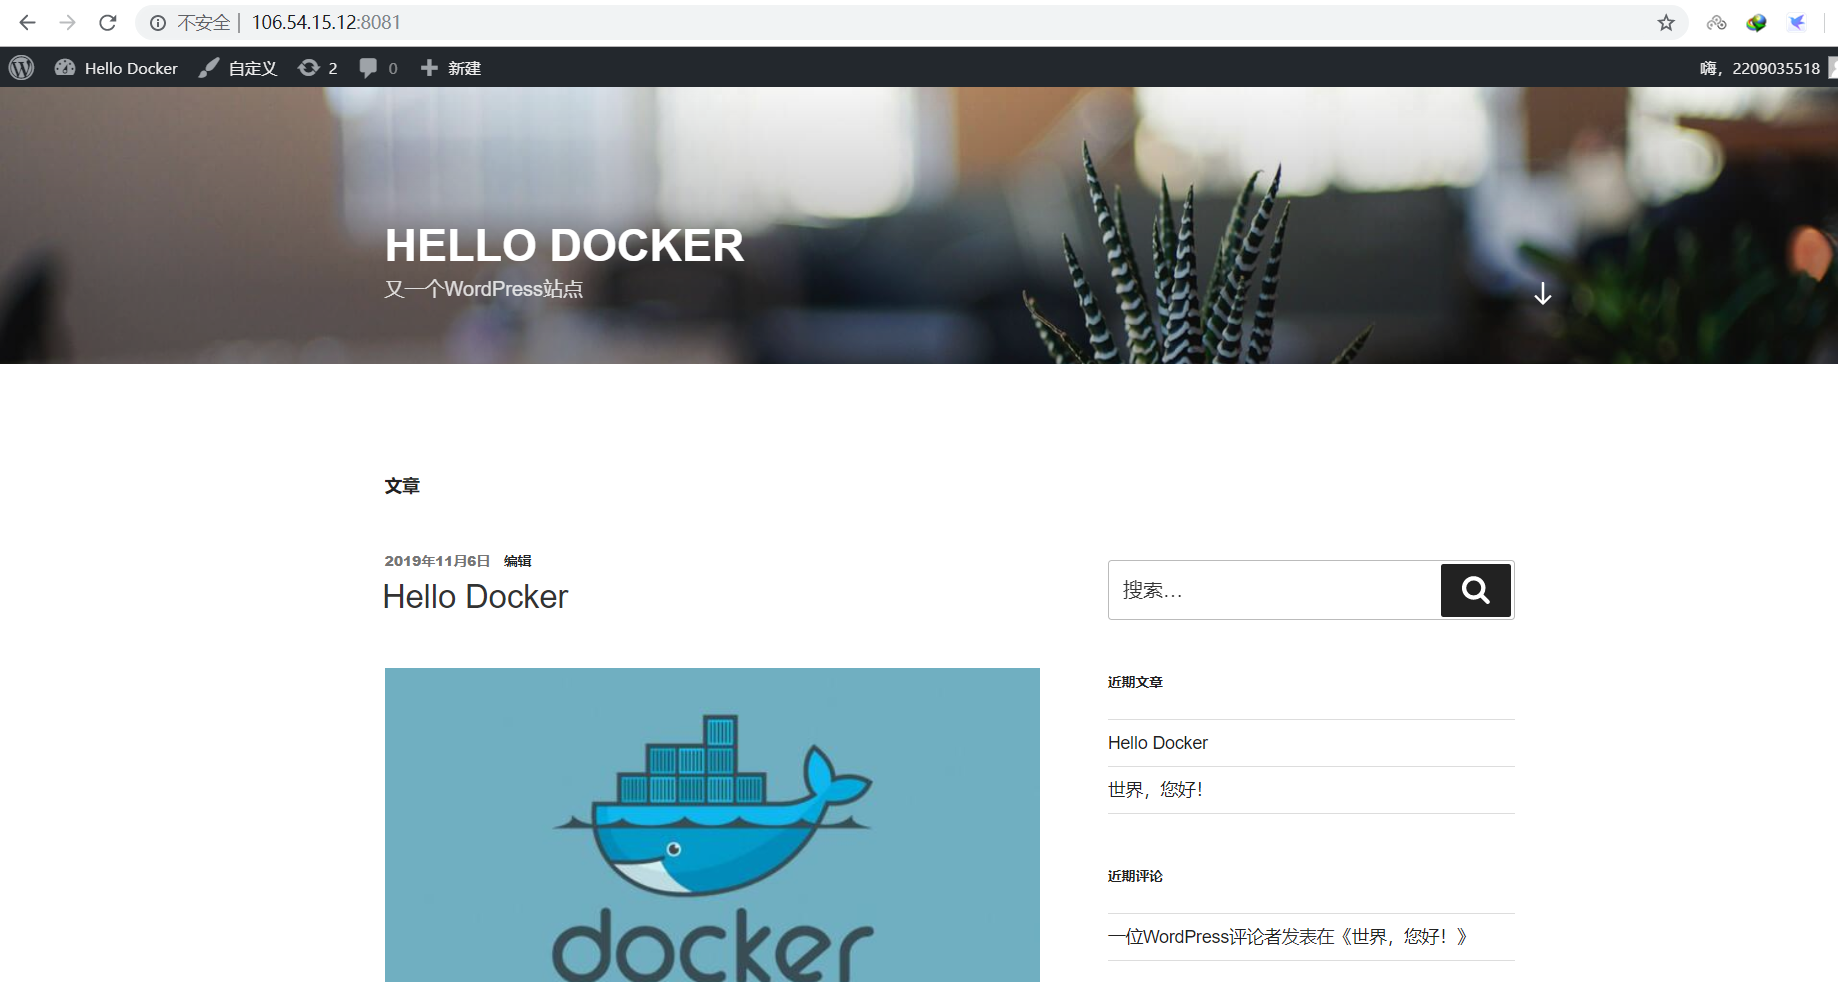 不安全 | 106.54.15.12:8081
Hello Docker 自定义 2 0 新建 嗨，2209035518
HELLO DOCKER
又一个WordPress站点
文章
2019年11月6日 编辑
Hello Docker
docker
搜索…
近期文章
Hello Docker
世界，您好！
近期评论
一位WordPress评论者发表在《世界，您好！》